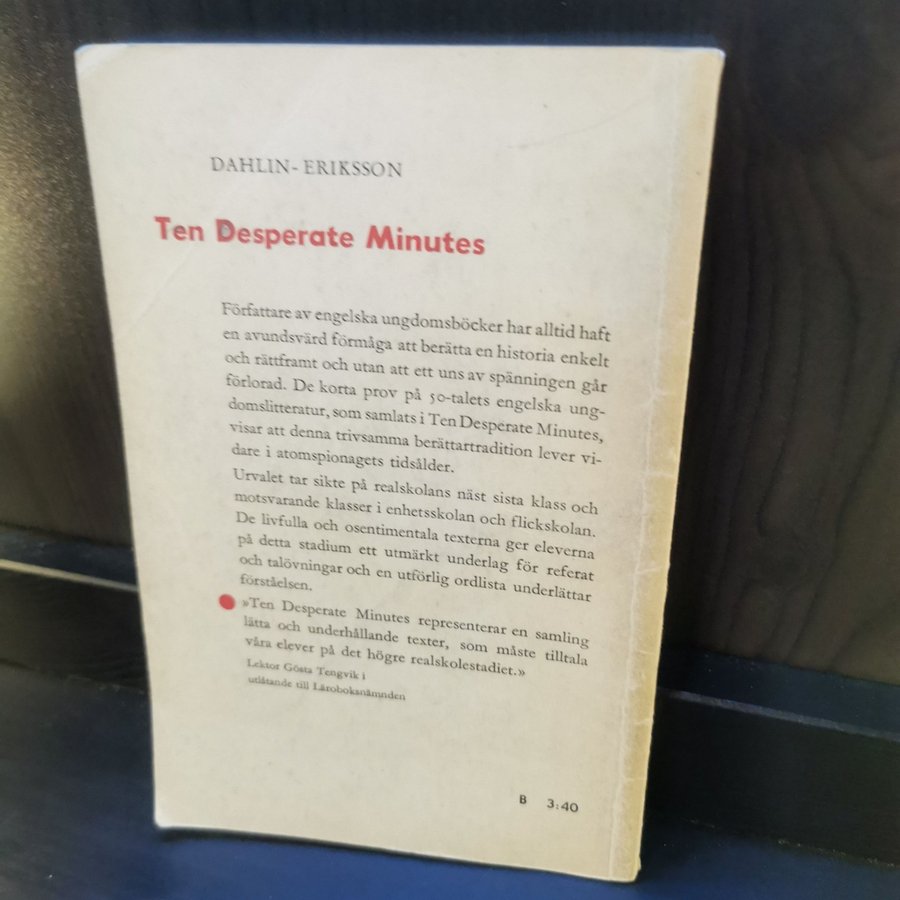 DAHLIN- ERIKSSON
Ten Desperate Minutes
Författare av engelska ungdomsböcker har alltid haft
en avundsvärd förmåga att berätta en historia enkelt
och rättframt och utan att ett uns av spänningen går
förlorad. De korta prov på 50-talets engelska ung-
domslitteratur, som samlats i Ten Desperate Minutes,
visar att denna trivsamma berättartradition lever vi-
dare i atomspionagets tidsålder.
Urvalet tar sikte på realskolans näst sista klass och
motsvarande klasser i enhetsskolan och flickskolan.
De livfulla och osentimentala texterna ger eleverna
på detta stadium ett utmärkt underlag för referat
och talövningar och en utförlig ordlista underlättar
förståelsen.
»Ten Desperate Minutes representerar en samling
lätta och underhållande texter, som måste tilltala
våra elever på det högre realskolestadiet.»
Lektor Gösta Tengvik i
utlåtande till Läroboksnämnden
B 3:40